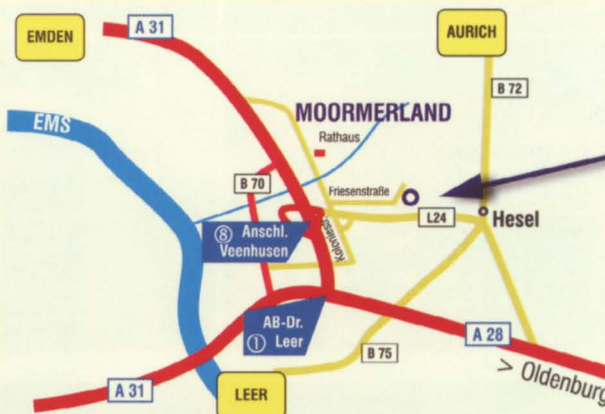 EMDEN
A 31
AURICH
B 72
EMS
MOORMERLAND
Rathaus
B 70
Friesenstraße
L24
Hesel
⑧ Anschl.
Veenhusen
Koloniestr.
AB-Dr.
① Leer
A 28
B 75
> Oldenburg
A 31
LEER